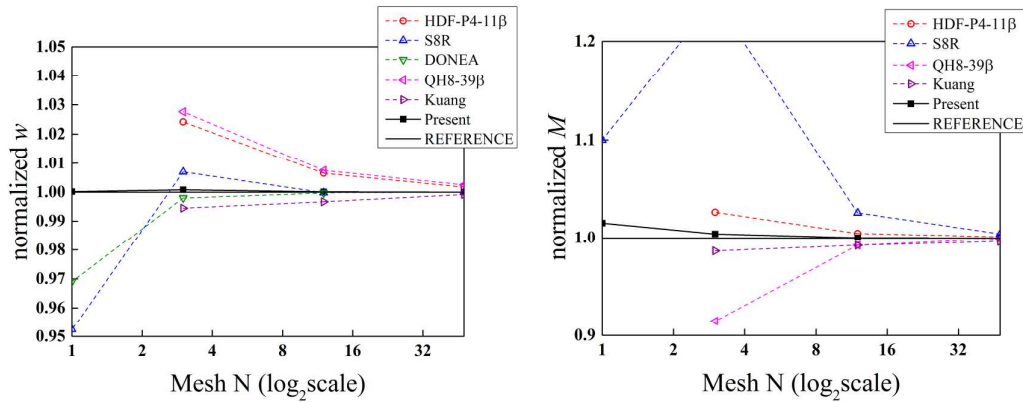 HDF-P4-11β
S8R
DONEA
QH8-39β
Kuang
Present
REFERENCE
1.05
1.04
1.03
1.02
1.01
1.00
0.99
0.98
0.97
0.96
0.95
normalized w
1 2 4 8 16 32
Mesh N (log₂scale)
HDF-P4-11β
S8R
QH8-39β
Kuang
Present
REFERENCE
1.2
1.1
1.0
0.9
normalized M
1 2 4 8 16 32
Mesh N (log₂scale)